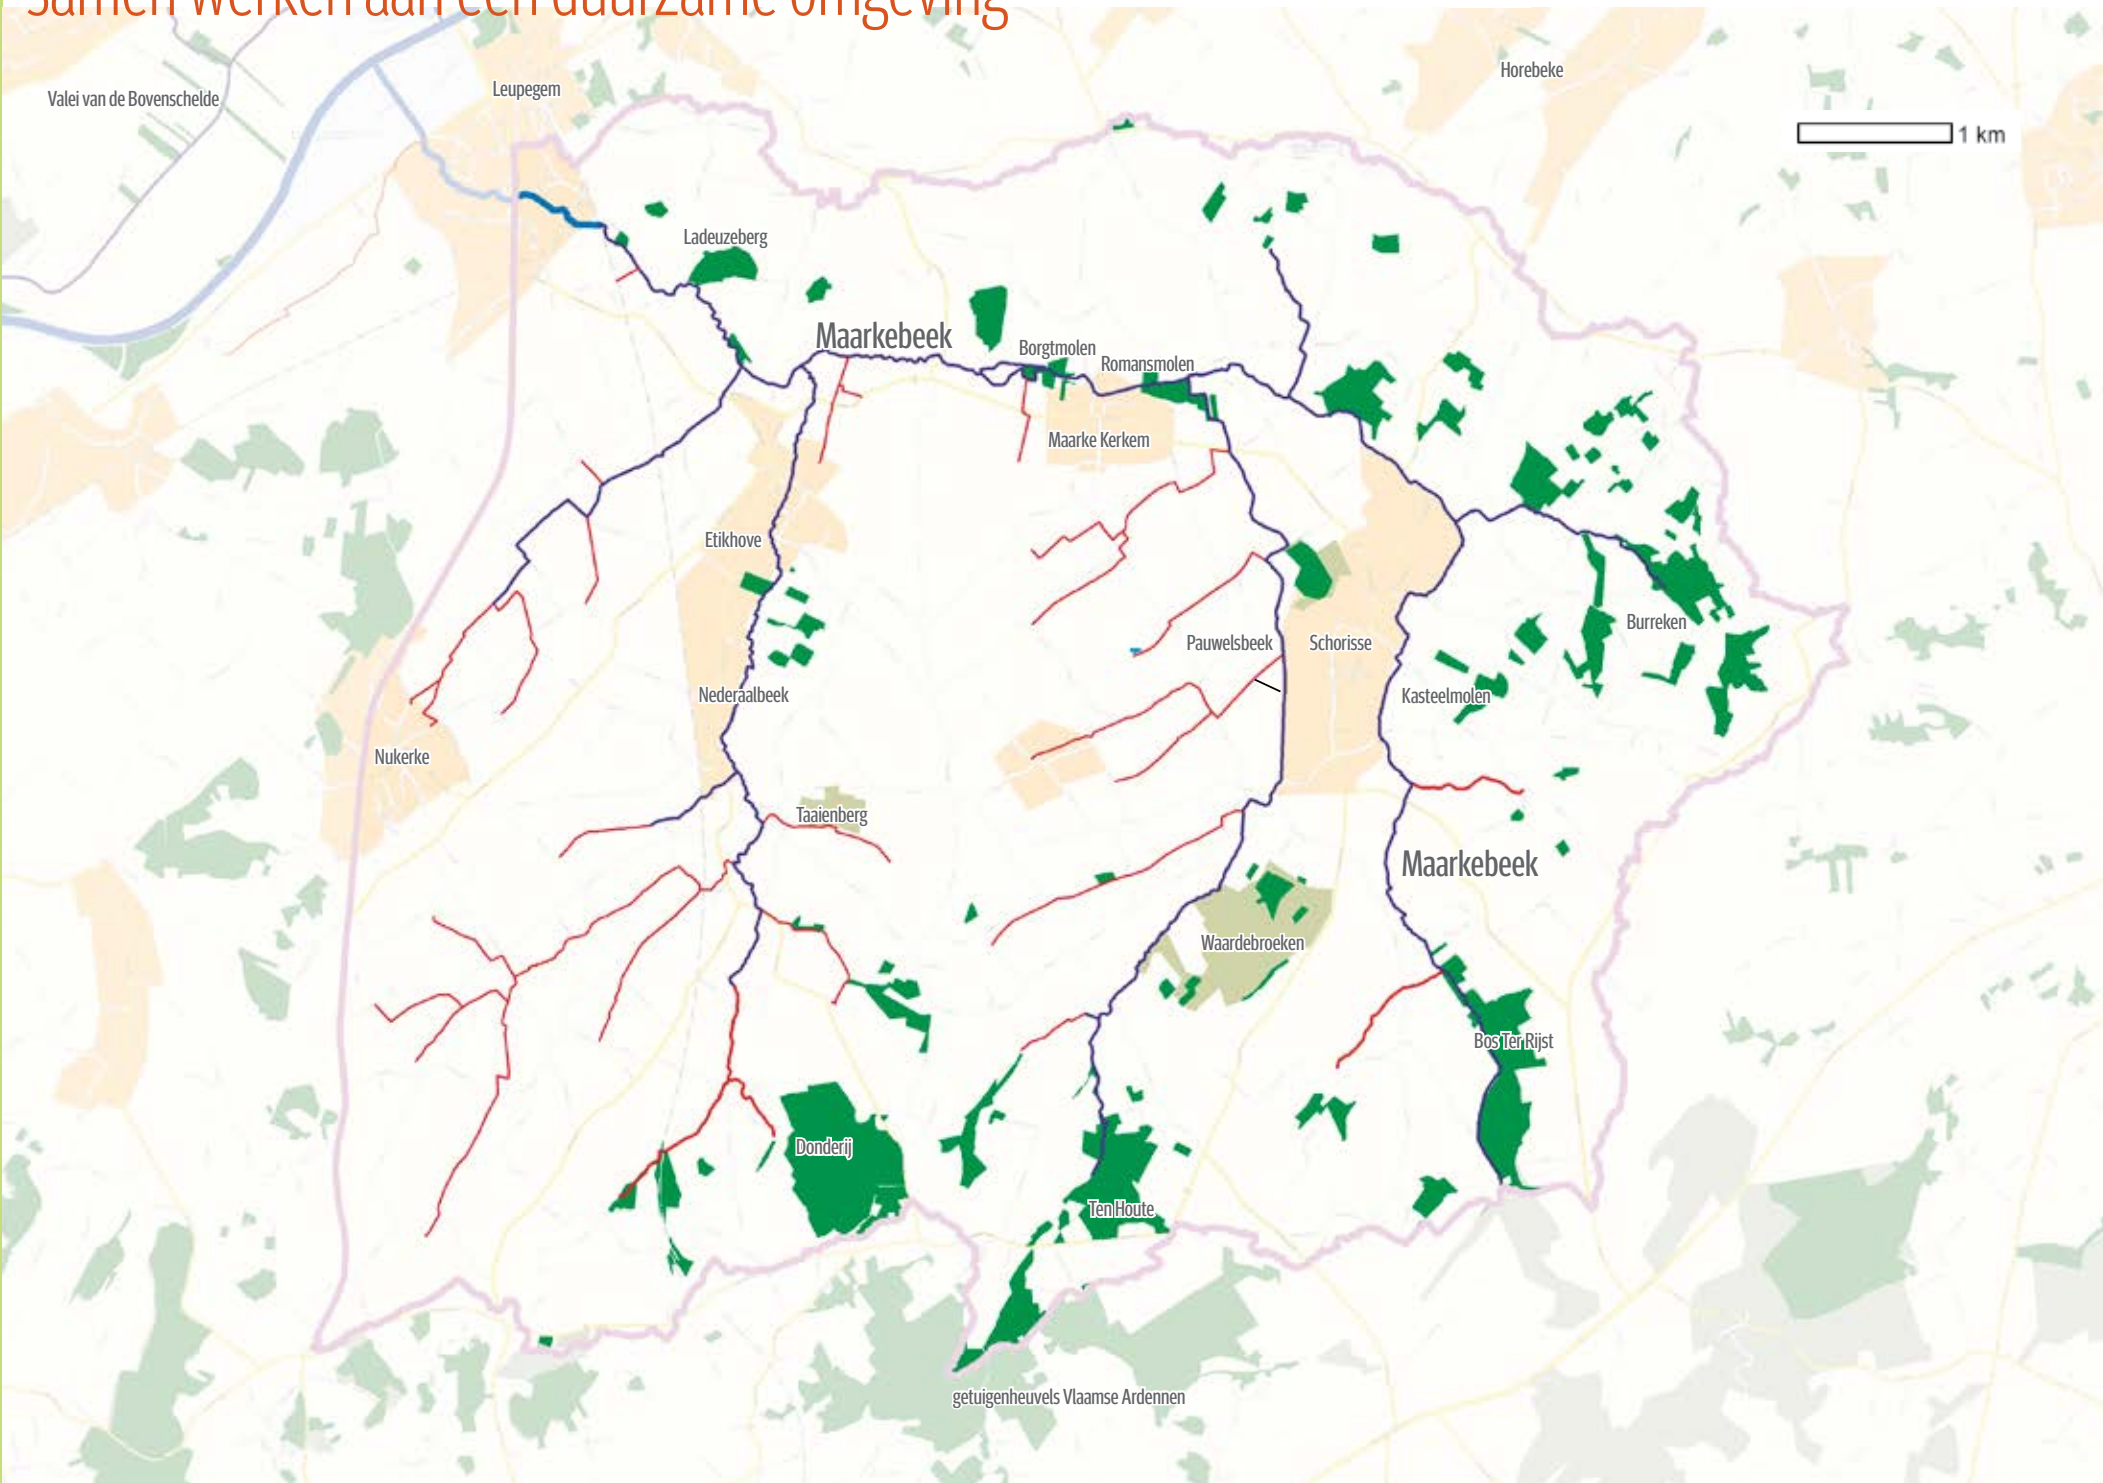 Samen werken aan een duurzame omgeving
Horebeke
Leupegem
Valei van de Bovenschelde
1 km
Ladeuzeberg
Maarkebeek
Borgtmolen
Romansmolen
Maarke Kerkem
Etikhove
Burreken
Pauwelsbeek
Schorisse
Nederaalbeek
Kasteelmolen
Nukerke
Taaienberg
Maarkebeek
Waardebroeken
Bos Ter Rijst
Donderij
Ten Houte
getuigenheuvels Vlaamse Ardennen